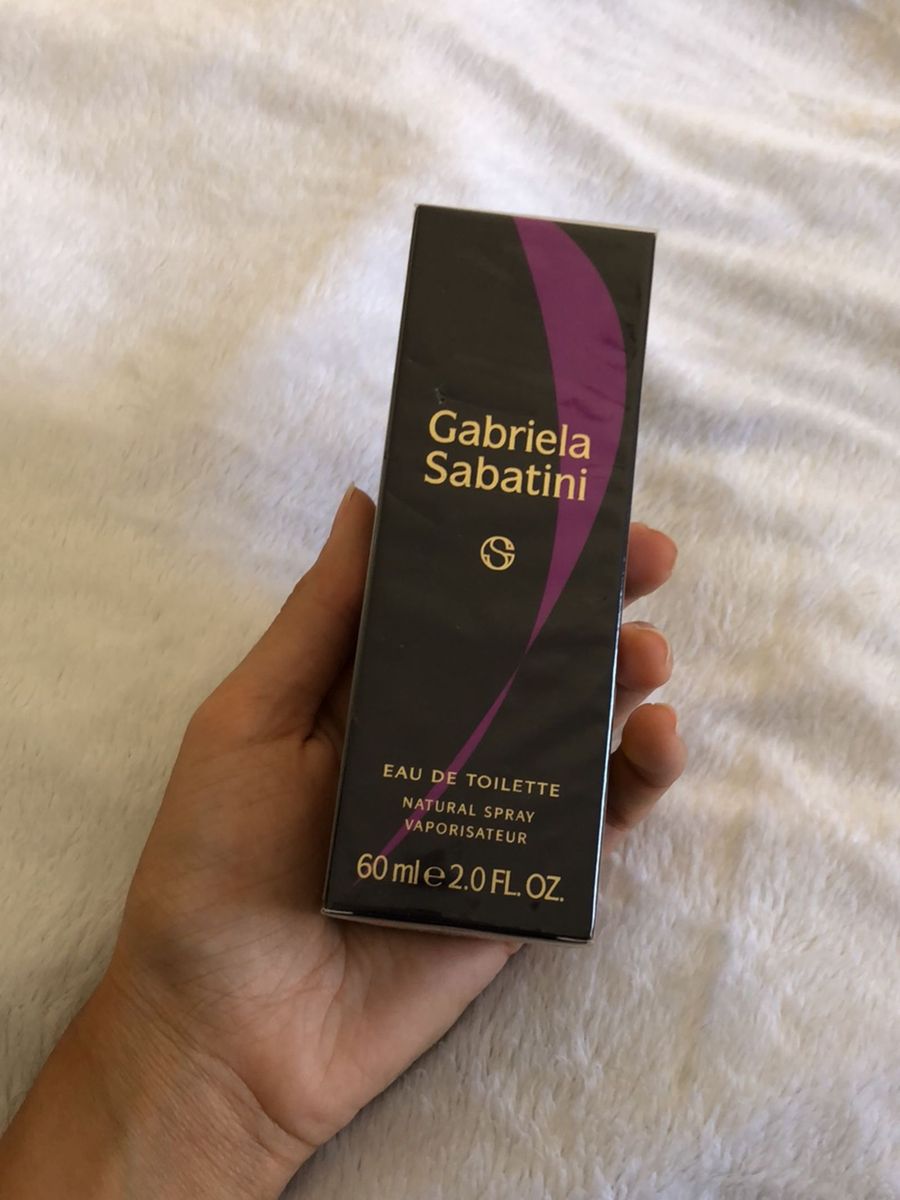 Gabriela
Sabatini
S
EAU DE TOILETTE
NATURAL SPRAY
VAPORISATEUR
60 ml e 2.0 FL. OZ.